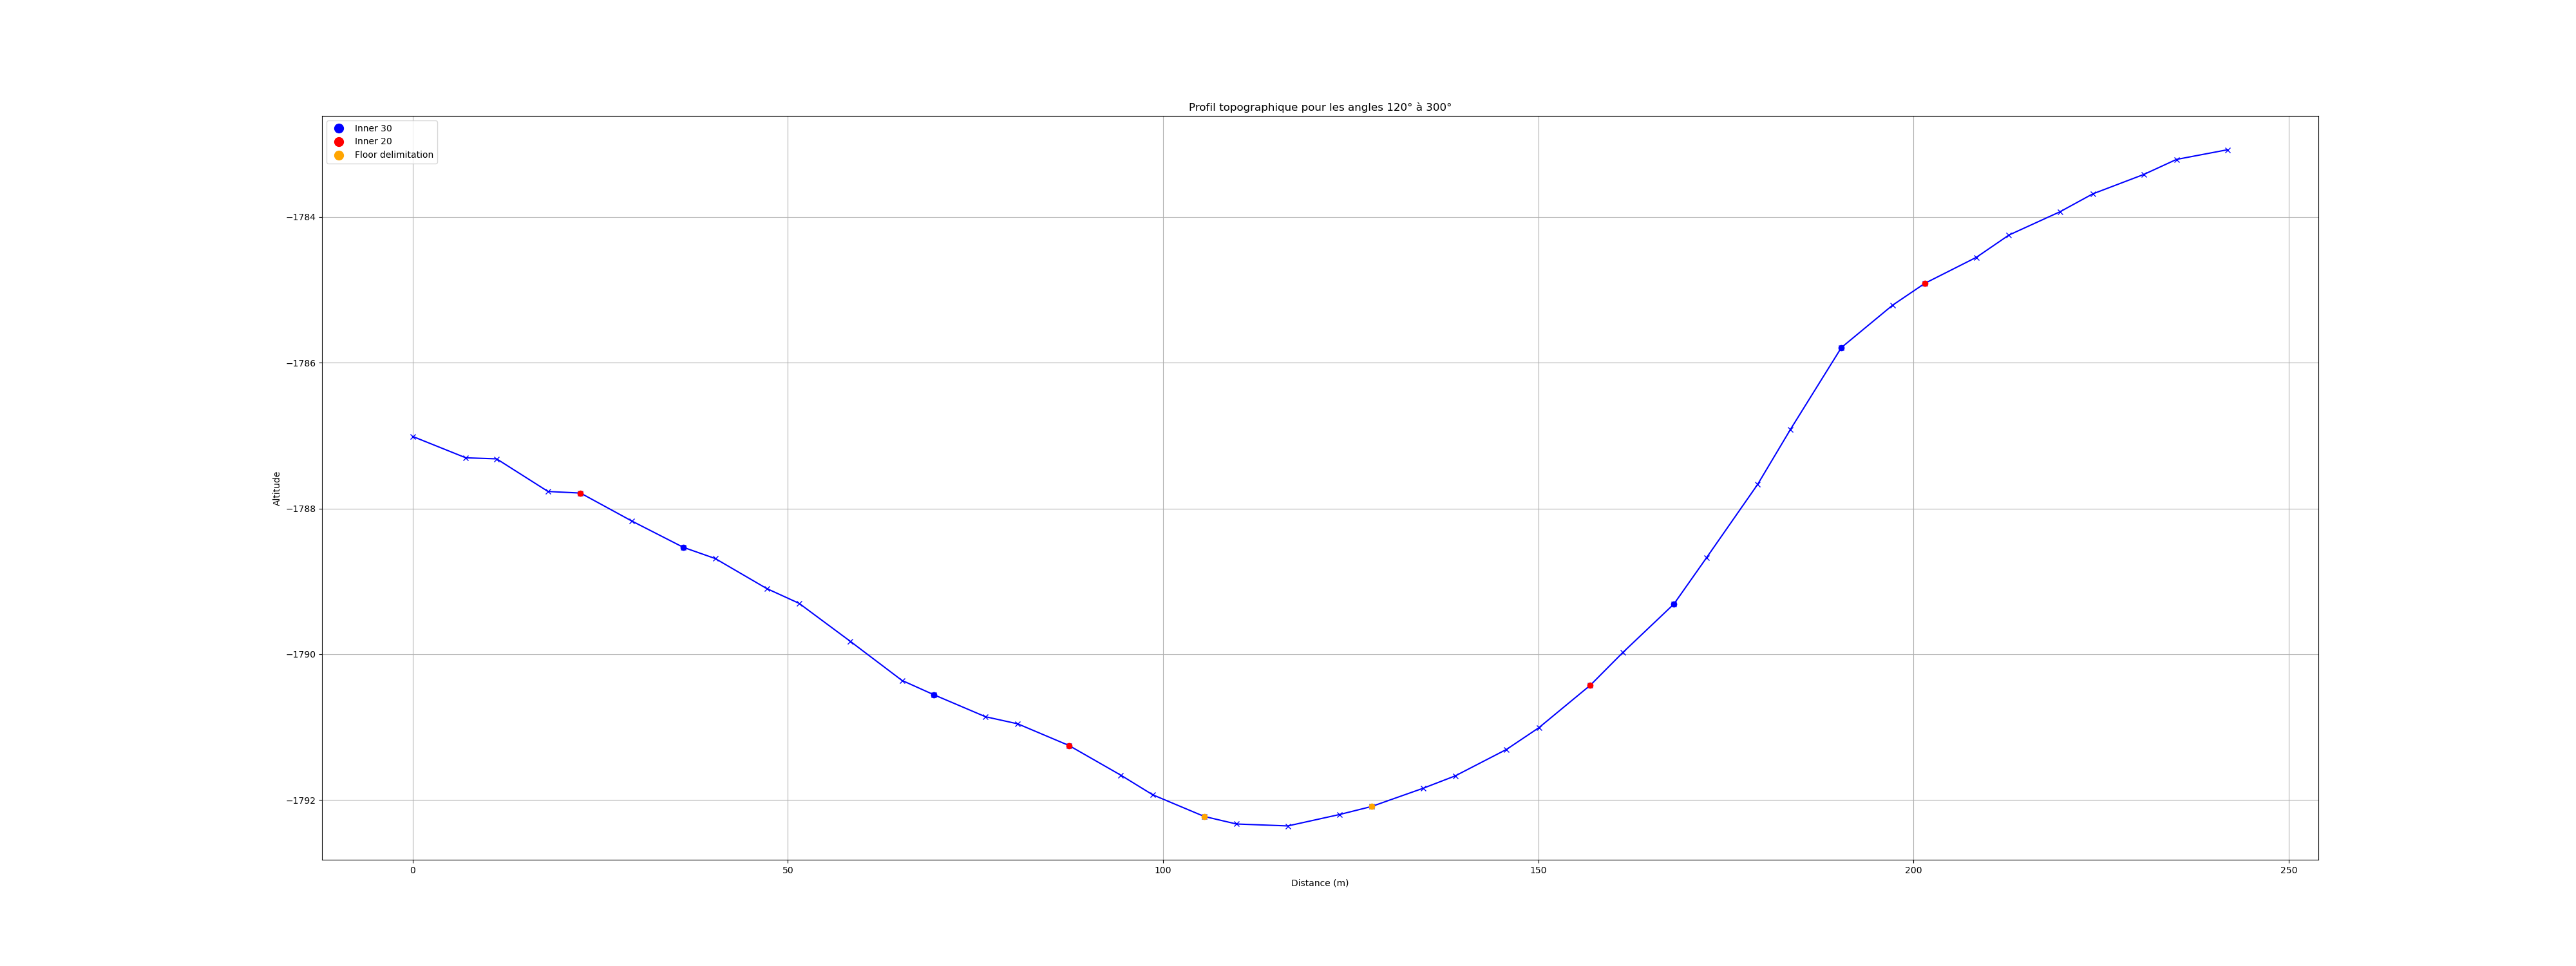 Profil topographique pour les angles 120° à 300°
Inner 30
Inner 20
Floor delimitation
Altitude
−1784
−1786
−1788
−1790
−1792
0
50
100
150
200
250
Distance (m)